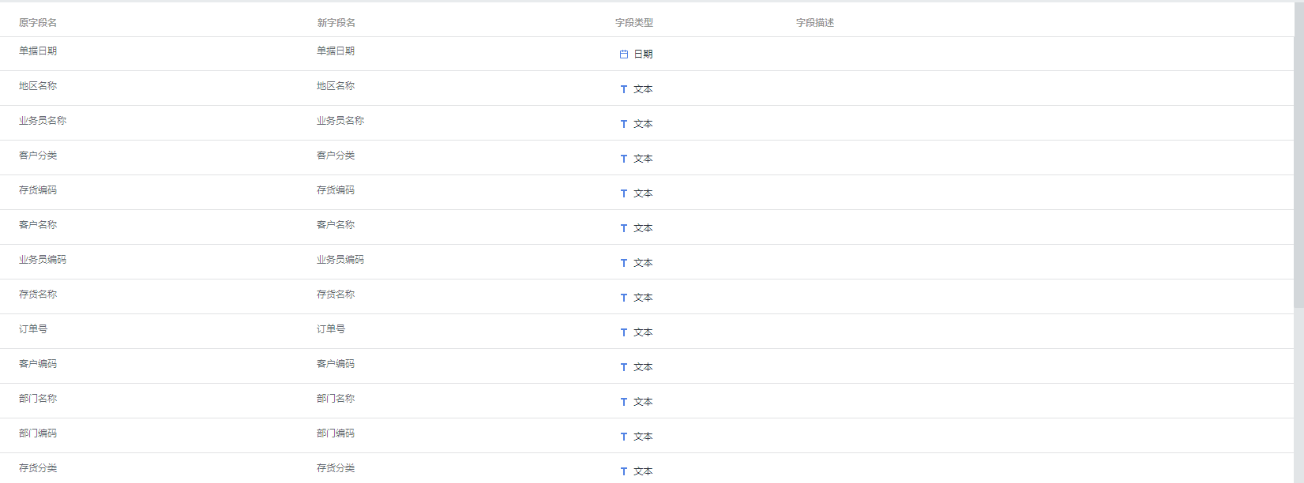 原字段名 新字段名 字段类型 字段描述
单据日期 单据日期 日期
地区名称 地区名称 文本
业务员名称 业务员名称 文本
客户分类 客户分类 文本
存货编码 存货编码 文本
客户名称 客户名称 文本
业务员编码 业务员编码 文本
存货名称 存货名称 文本
订单号 订单号 文本
客户编码 客户编码 文本
部门名称 部门名称 文本
部门编码 部门编码 文本
存货分类 存货分类 文本